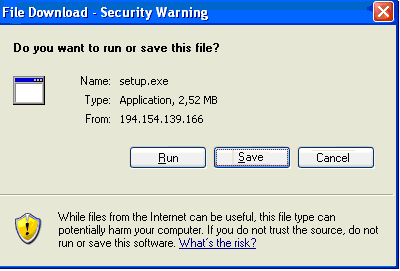 File Download - Security Warning
Do you want to run or save this file?
Name: setup.exe
Type: Application, 2,52 MB
From: 194.154.139.166
Run Save Cancel
While files from the Internet can be useful, this file type can
potentially harm your computer. If you do not trust the source, do not
run or save this software. What's the risk?